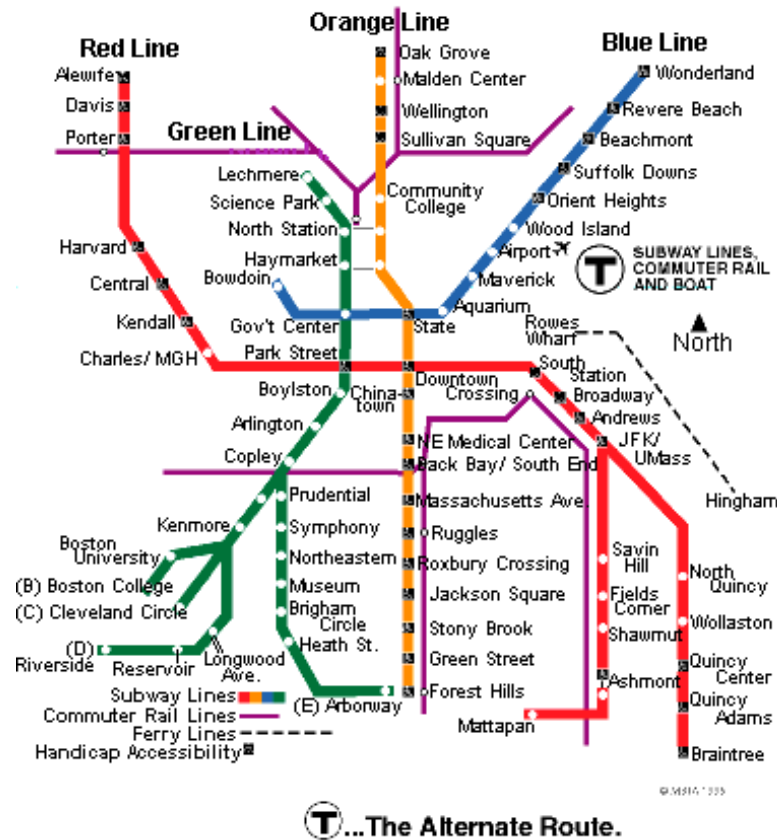 Orange Line
Red Line
Blue Line
Green Line
Alewife
Davis
Porter
Harvard
Central
Kendall
Charles/ MGH
Oak Grove
Malden Center
Wellington
Sullivan Square
Community
College
Wonderland
Revere Beach
Beachmont
Suffolk Downs
Orient Heights
Wood Island
Airport
Maverick
Aquarium
Lechmere
Science Park
North Station
Haymarket
Bowdoin
Gov't Center
State
Park Street
T
SUBWAY LINES,
COMMUTER RAIL
AND BOAT
North
Rowes
Wharf
Hingham
Boylston
China-
town
Downtown
Crossing
South
Station
Broadway
Andrews
JFK/
UMass
Arlington
Copley
NE Medical Center
Back Bay/ South End
Massachusetts Ave.
Ruggles
Roxbury Crossing
Jackson Square
Stony Brook
Green Street
Forest Hills
Kenmore
Prudential
Symphony
Northeastern
Museum
Brigham
Circle
Heath St.
(E) Arborway
Boston
University
(B) Boston College
(C) Cleveland Circle
(D)
Riverside
Reservoir
Longwood
Ave.
Savin
Hill
Fields
Corner
Shawmut
Ashmont
Mattapan
North
Quincy
Wollaston
Quincy
Center
Quincy
Adams
Braintree
Subway Lines
Commuter Rail Lines
Ferry Lines
Handicap Accessibility
T...The Alternate Route.